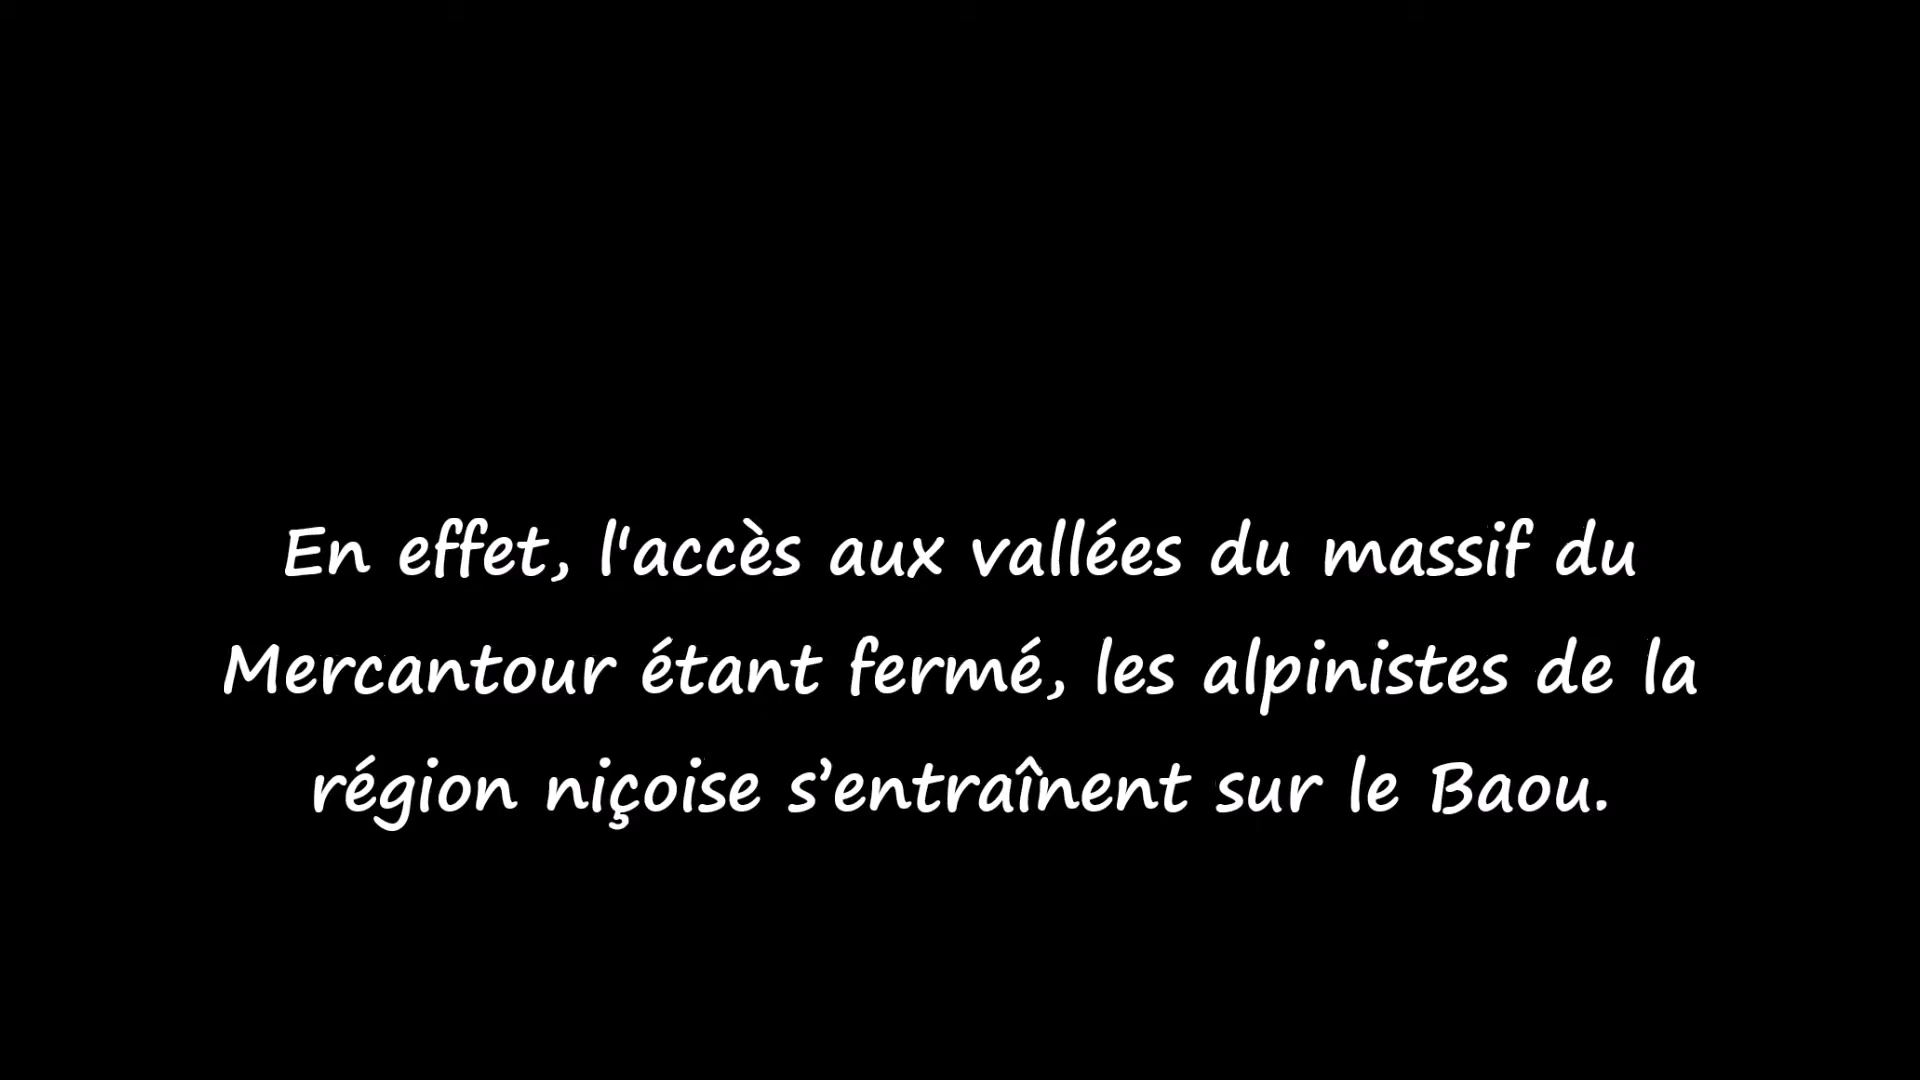 En effet, l'accès aux vallées du massif du
Mercantour étant fermé, les alpinistes de la
région niçoise s’entraînent sur le Baou.